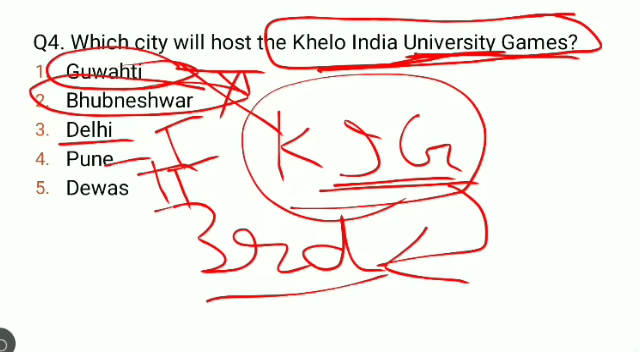 Q4. Which city will host the Khelo India University Games?
1. Guwahti
2. Bhubneshwar
3. Delhi
4. Pune
5. Dewas
I
II
K I G
3rd